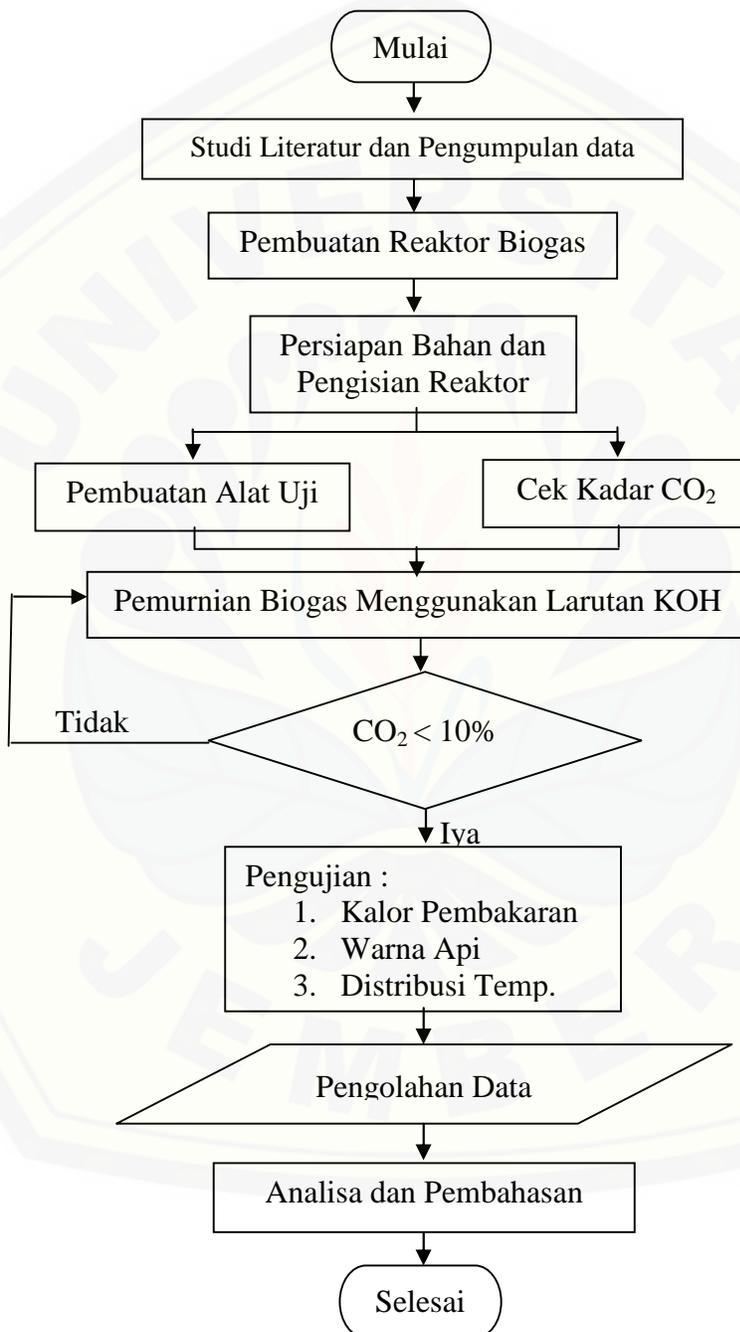 UNIVERSITA
JEMBER
Mulai
Studi Literatur dan Pengumpulan data
Pembuatan Reaktor Biogas
Persiapan Bahan dan
Pengisian Reaktor
Pembuatan Alat Uji
Cek Kadar CO₂
Pemurnian Biogas Menggunakan Larutan KOH
Tidak
CO₂ < 10%
Iya
Pengujian :
1. Kalor Pembakaran
2. Warna Api
3. Distribusi Temp.
Pengolahan Data
Analisa dan Pembahasan
Selesai